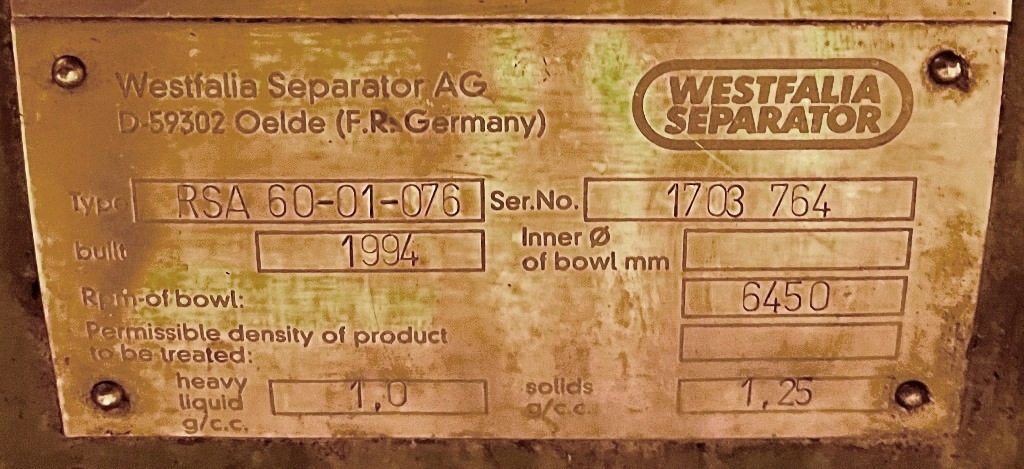 Westfalia Separator AG
D-59302 Oelde (F.R. Germany)
WESTFALIA
SEPARATOR
Type RSA 60-01-076 Ser.No. 1703 764
built 1994 Inner Ø
of bowl mm
Rpm of bowl: 6450
Permissible density of product
to be treated:
heavy
liquid
g/c.c. 1,0 solids
g/c.c. 1,25